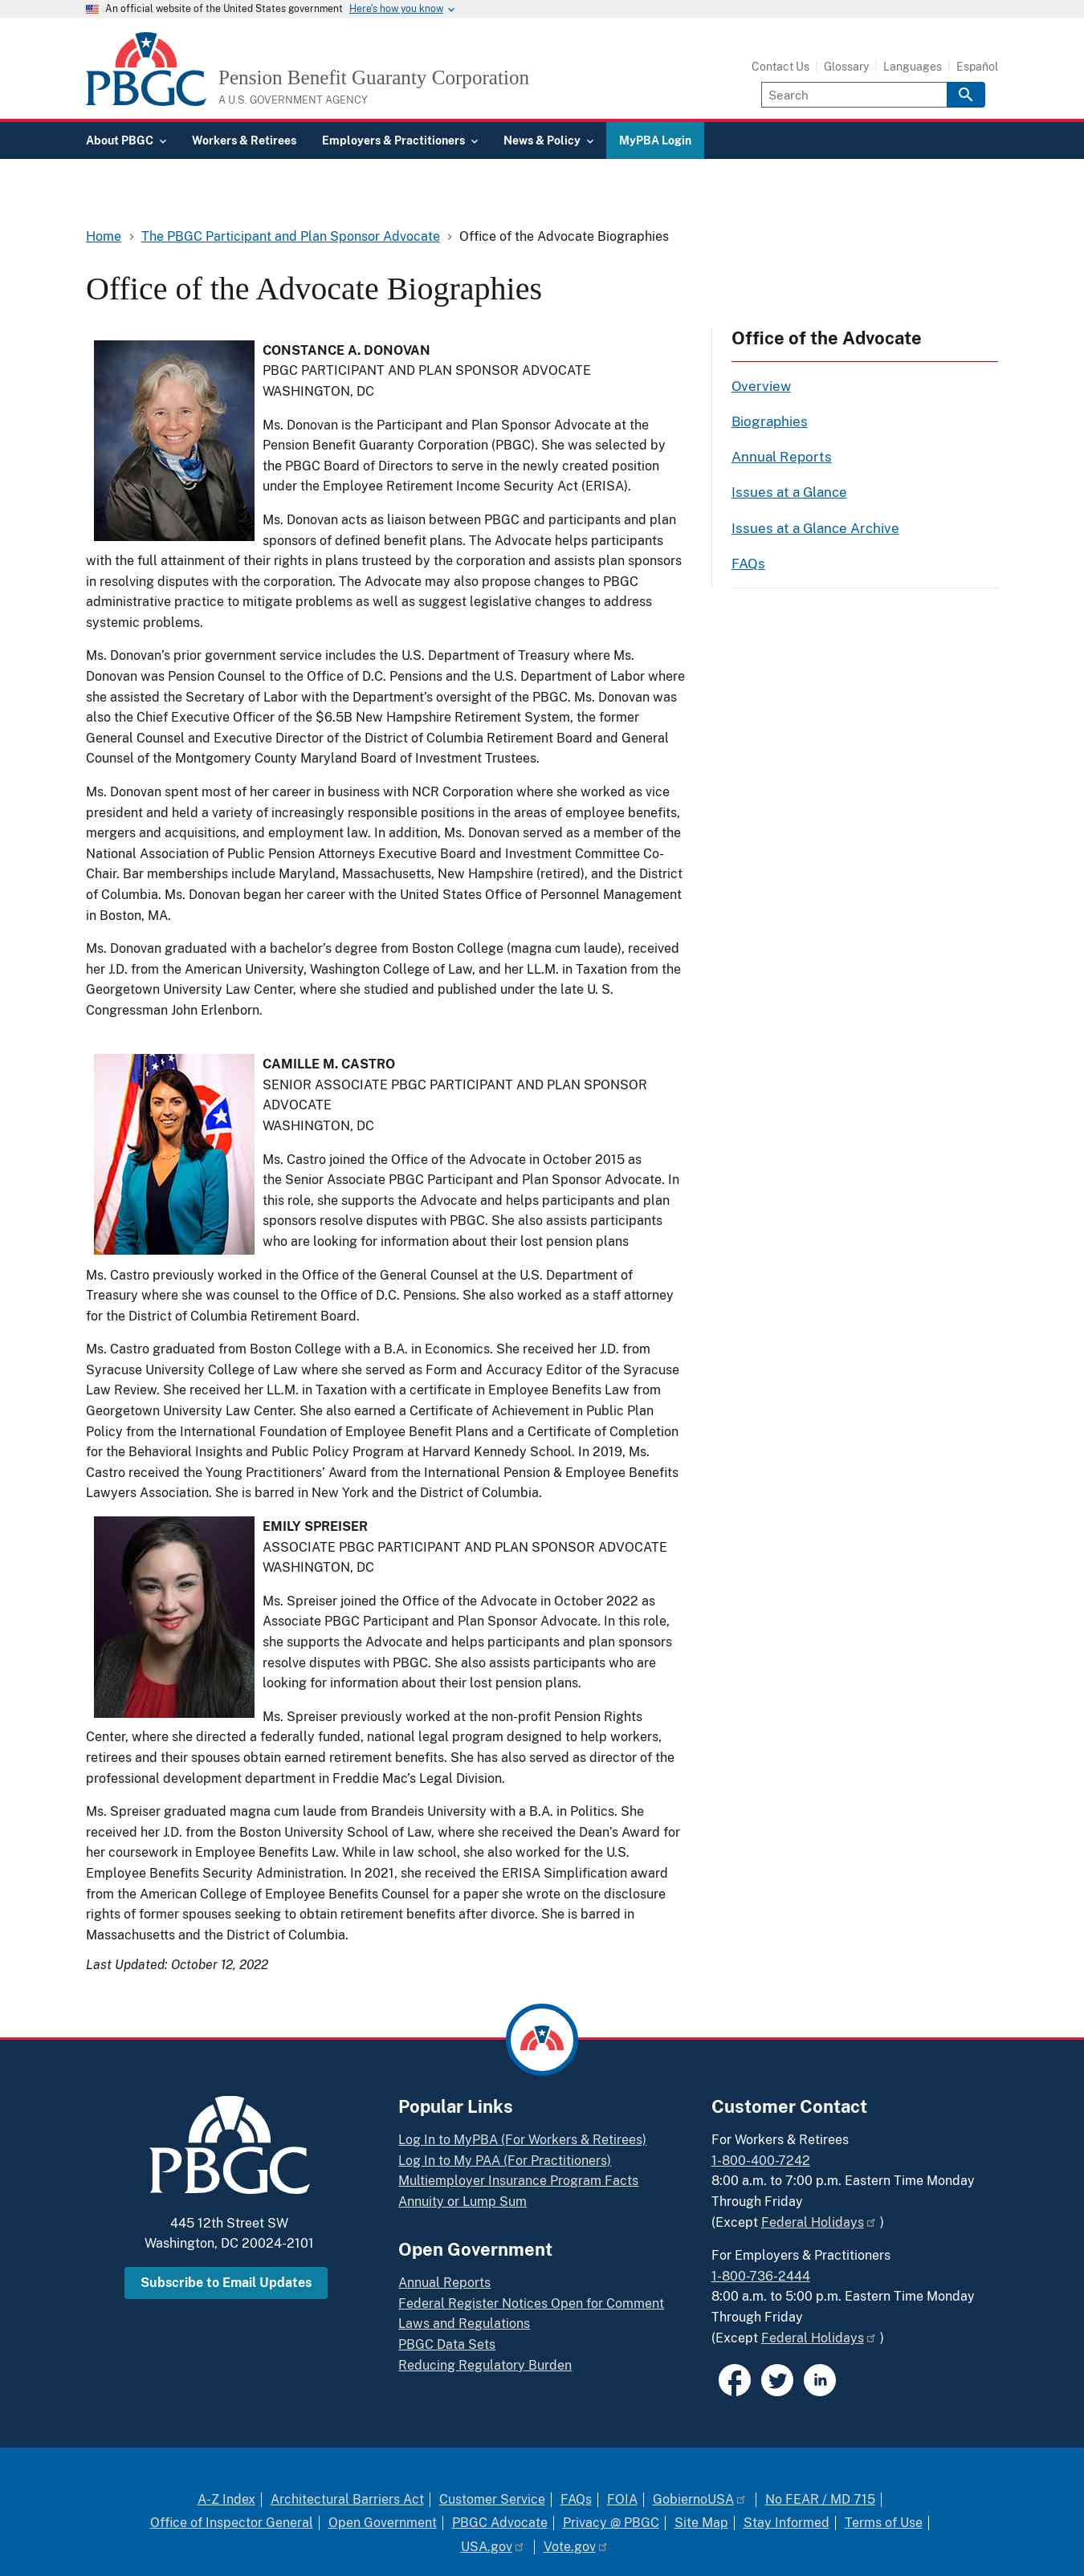 An official website of the United States government Here's how you know
PBGC
Pension Benefit Guaranty Corporation
A U.S. GOVERNMENT AGENCY
Contact Us | Glossary | Languages | Español
Search
About PBGC Workers & Retirees Employers & Practitioners News & Policy MyPBA Login
Home > The PBGC Participant and Plan Sponsor Advocate > Office of the Advocate Biographies
Office of the Advocate Biographies
CONSTANCE A. DONOVAN
PBGC PARTICIPANT AND PLAN SPONSOR ADVOCATE
WASHINGTON, DC
Ms. Donovan is the Participant and Plan Sponsor Advocate at the
Pension Benefit Guaranty Corporation (PBGC). She was selected by
the PBGC Board of Directors to serve in the newly created position
under the Employee Retirement Income Security Act (ERISA).
Ms. Donovan acts as liaison between PBGC and participants and plan
sponsors of defined benefit plans. The Advocate helps participants
with the full attainment of their rights in plans trusteed by the corporation and assists plan sponsors
in resolving disputes with the corporation. The Advocate may also propose changes to PBGC
administrative practice to mitigate problems as well as suggest legislative changes to address
systemic problems.
Ms. Donovan's prior government service includes the U.S. Department of Treasury where Ms.
Donovan was Pension Counsel to the Office of D.C. Pensions and the U.S. Department of Labor where
she assisted the Secretary of Labor with the Department's oversight of the PBGC. Ms. Donovan was
also the Chief Executive Officer of the $6.5B New Hampshire Retirement System, the former
General Counsel and Executive Director of the District of Columbia Retirement Board and General
Counsel of the Montgomery County Maryland Board of Investment Trustees.
Ms. Donovan spent most of her career in business with NCR Corporation where she worked as vice
president and held a variety of increasingly responsible positions in the areas of employee benefits,
mergers and acquisitions, and employment law. In addition, Ms. Donovan served as a member of the
National Association of Public Pension Attorneys Executive Board and Investment Committee Co-
Chair. Bar memberships include Maryland, Massachusetts, New Hampshire (retired), and the District
of Columbia. Ms. Donovan began her career with the United States Office of Personnel Management
in Boston, MA.
Ms. Donovan graduated with a bachelor's degree from Boston College (magna cum laude), received
her J.D. from the American University, Washington College of Law, and her LL.M. in Taxation from the
Georgetown University Law Center, where she studied and published under the late U. S.
Congressman John Erlenborn.
CAMILLE M. CASTRO
SENIOR ASSOCIATE PBGC PARTICIPANT AND PLAN SPONSOR
ADVOCATE
WASHINGTON, DC
Ms. Castro joined the Office of the Advocate in October 2015 as
the Senior Associate PBGC Participant and Plan Sponsor Advocate. In
this role, she supports the Advocate and helps participants and plan
sponsors resolve disputes with PBGC. She also assists participants
who are looking for information about their lost pension plans
Ms. Castro previously worked in the Office of the General Counsel at the U.S. Department of
Treasury where she was counsel to the Office of D.C. Pensions. She also worked as a staff attorney
for the District of Columbia Retirement Board.
Ms. Castro graduated from Boston College with a B.A. in Economics. She received her J.D. from
Syracuse University College of Law where she served as Form and Accuracy Editor of the Syracuse
Law Review. She received her LL.M. in Taxation with a certificate in Employee Benefits Law from
Georgetown University Law Center. She also earned a Certificate of Achievement in Public Plan
Policy from the International Foundation of Employee Benefit Plans and a Certificate of Completion
for the Behavioral Insights and Public Policy Program at Harvard Kennedy School. In 2019, Ms.
Castro received the Young Practitioners' Award from the International Pension & Employee Benefits
Lawyers Association. She is barred in New York and the District of Columbia.
EMILY SPREISER
ASSOCIATE PBGC PARTICIPANT AND PLAN SPONSOR ADVOCATE
WASHINGTON, DC
Ms. Spreiser joined the Office of the Advocate in October 2022 as
Associate PBGC Participant and Plan Sponsor Advocate. In this role,
she supports the Advocate and helps participants and plan sponsors
resolve disputes with PBGC. She also assists participants who are
looking for information about their lost pension plans.
Ms. Spreiser previously worked at the non-profit Pension Rights
Center, where she directed a federally funded, national legal program designed to help workers,
retirees and their spouses obtain earned retirement benefits. She has also served as director of the
professional development department in Freddie Mac's Legal Division.
Ms. Spreiser graduated magna cum laude from Brandeis University with a B.A. in Politics. She
received her J.D. from the Boston University School of Law, where she received the Dean's Award for
her coursework in Employee Benefits Law. While in law school, she also worked for the U.S.
Employee Benefits Security Administration. In 2021, she received the ERISA Simplification award
from the American College of Employee Benefits Counsel for a paper she wrote on the disclosure
rights of former spouses seeking to obtain retirement benefits after divorce. She is barred in
Massachusetts and the District of Columbia.
Last Updated: October 12, 2022
Office of the Advocate
Overview
Biographies
Annual Reports
Issues at a Glance
Issues at a Glance Archive
FAQs
PBGC
445 12th Street SW
Washington, DC 20024-2101
Subscribe to Email Updates
Popular Links
Log In to MyPBA (For Workers & Retirees)
Log In to My PAA (For Practitioners)
Multiemployer Insurance Program Facts
Annuity or Lump Sum
Open Government
Annual Reports
Federal Register Notices Open for Comment
Laws and Regulations
PBGC Data Sets
Reducing Regulatory Burden
Customer Contact
For Workers & Retirees
1-800-400-7242
8:00 a.m. to 7:00 p.m. Eastern Time Monday
Through Friday
(Except Federal Holidays )
For Employers & Practitioners
1-800-736-2444
8:00 a.m. to 5:00 p.m. Eastern Time Monday
Through Friday
(Except Federal Holidays )
in
A-Z Index | Architectural Barriers Act | Customer Service | FAQs | FOIA | GobiernoUSA | No FEAR / MD 715 |
Office of Inspector General | Open Government | PBGC Advocate | Privacy @ PBGC | Site Map | Stay Informed | Terms of Use |
USA.gov | Vote.gov